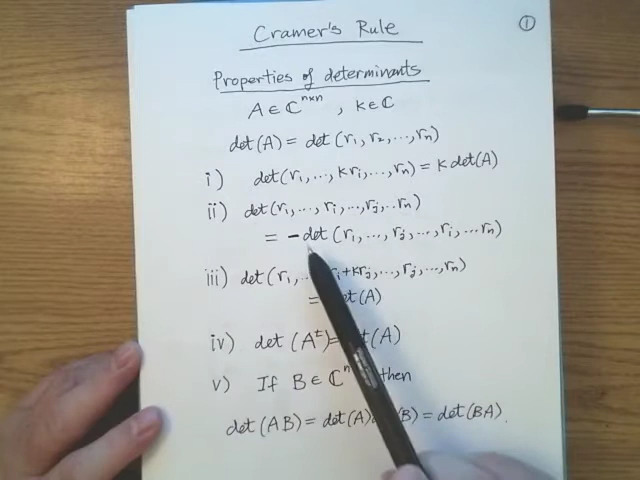 Cramer's Rule
①
Properties of determinants
A ∈ ℂⁿˣⁿ , k ∈ ℂ
det(A) = det(r₁, r₂, ..., rₙ)
i) det(r₁, ..., krᵢ, ..., rₙ) = k det(A)
ii) det(r₁, ..., rᵢ, ..., rⱼ, .. rₙ)
= - det (r₁, ..., rⱼ, ..., rᵢ, ... rₙ)
iii) det(r₁, .. rᵢ+krⱼ, ..., rⱼ, ..., rₙ)
= et(A)
iv) det (Aᵗ) = t(A)
v) If B ∈ ℂⁿ then
det(AB) = det(A) (B) = det(BA).